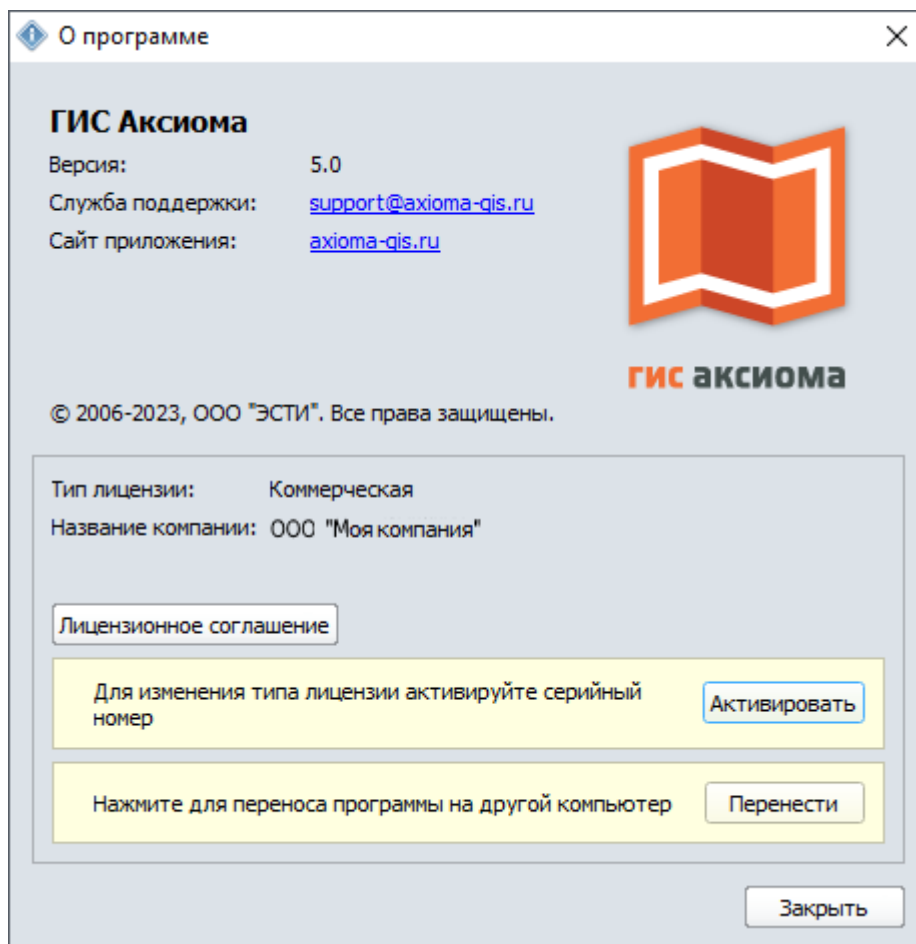 О программе
ГИС Аксиома
Версия: 5.0
Служба поддержки: support@axioma-gis.ru
Сайт приложения: axioma-gis.ru
гис аксиома
© 2006-2023, ООО "ЭСТИ". Все права защищены.
Тип лицензии: Коммерческая
Название компании: ООО "Моя компания"
Лицензионное соглашение
Для изменения типа лицензии активируйте серийный
номер
Активировать
Нажмите для переноса программы на другой компьютер
Перенести
Закрыть